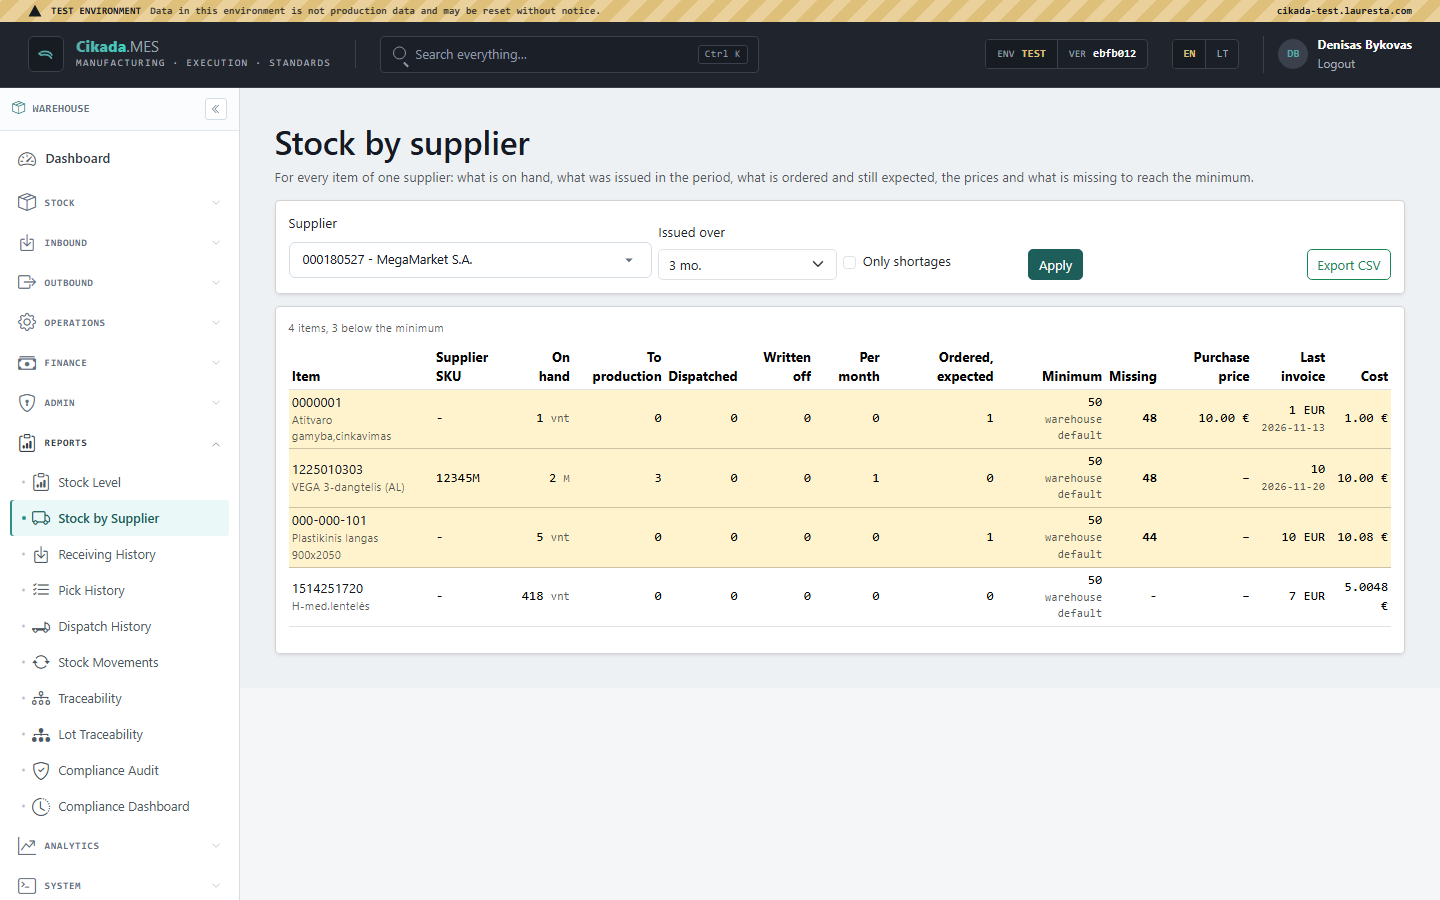 TEST ENVIRONMENT Data in this environment is not production data and may be reset without notice.
cikada-test.lauresta.com
Cikada.MES
MANUFACTURING · EXECUTION · STANDARDS
Search everything...
Ctrl K
ENV TEST
VER ebfb012
EN
LT
DB
Denisas Bykovas
Logout
WAREHOUSE
Dashboard
STOCK
INBOUND
OUTBOUND
OPERATIONS
FINANCE
ADMIN
REPORTS
Stock Level
Stock by Supplier
Receiving History
Pick History
Dispatch History
Stock Movements
Traceability
Lot Traceability
Compliance Audit
Compliance Dashboard
ANALYTICS
SYSTEM
Stock by supplier
For every item of one supplier: what is on hand, what was issued in the period, what is ordered and still expected, the prices and what is missing to reach the minimum.
Supplier
000180527 - MegaMarket S.A.
Issued over
3 mo.
Only shortages
Apply
Export CSV
4 items, 3 below the minimum
Item Supplier SKU On hand To production Dispatched Written off Per month Ordered, expected Minimum Missing Purchase price Last invoice Cost
0000001 Atitvaro gamyba,cinkavimas - 1 vnt 0 0 0 0 1 50 warehouse default 48 10.00 € 1 EUR 2026-11-13 1.00 €
1225010303 VEGA 3-dangtelis (AL) 12345M 2 M 3 0 0 1 0 50 warehouse default 48 – 10 2026-11-20 10.00 €
000-000-101 Plastikinis langas 900x2050 - 5 vnt 0 0 0 0 1 50 warehouse default 44 – 10 EUR 10.08 €
1514251720 H-med.lentelės - 418 vnt 0 0 0 0 0 50 warehouse default - – 7 EUR 5.0048 €